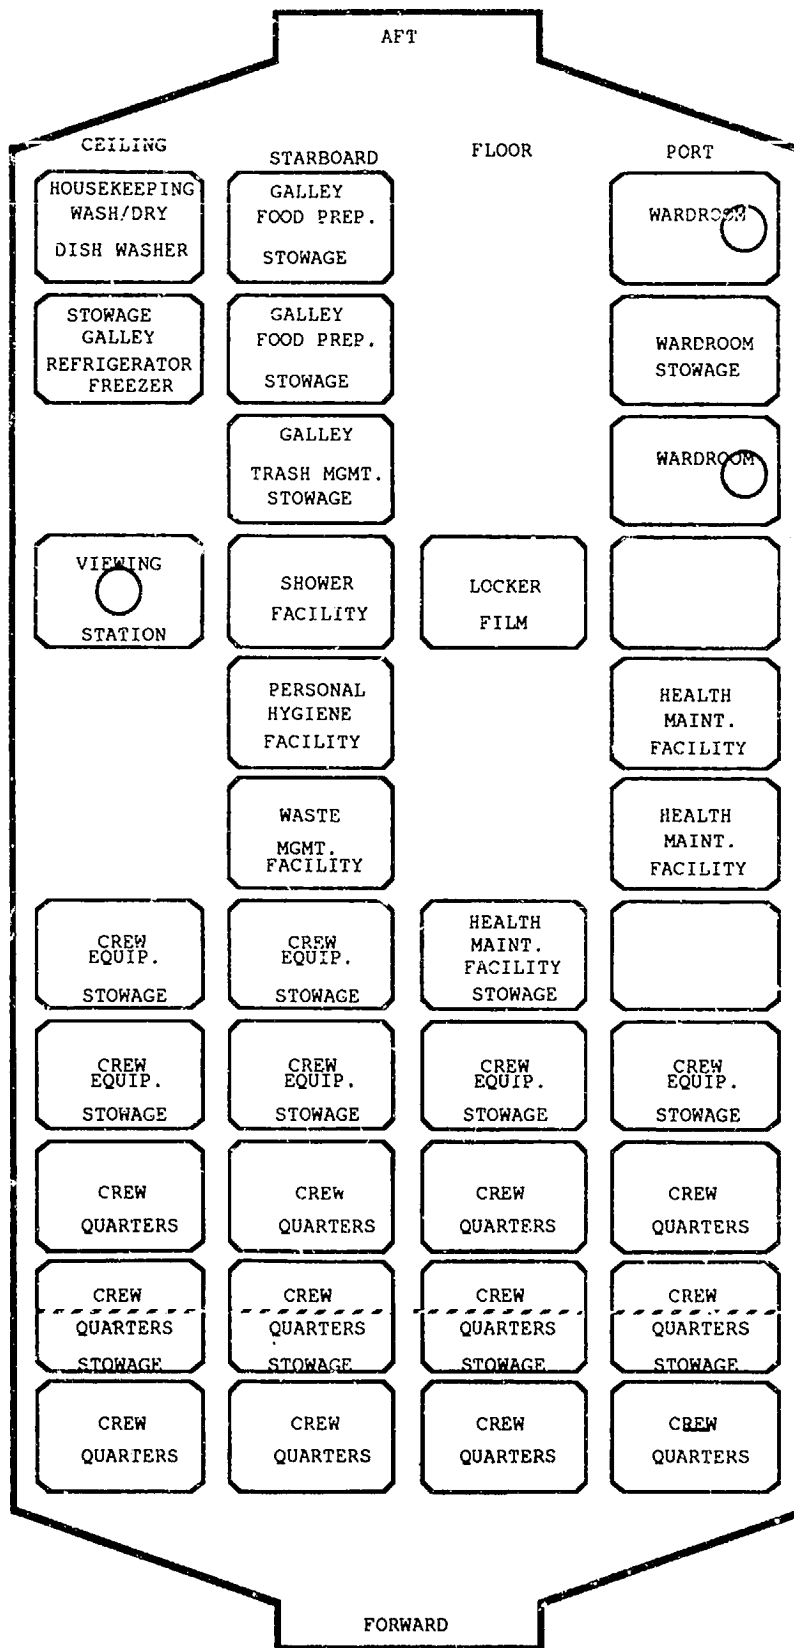 AFT
CEILING
STARBOARD
FLOOR
PORT
HOUSEKEEPING
WASH/DRY
DISH WASHER
GALLEY
FOOD PREP.
STOWAGE
WARDROOM
STOWAGE
GALLEY
REFRIGERATOR
FREEZER
GALLEY
FOOD PREP.
STOWAGE
WARDROOM
STOWAGE
GALLEY
TRASH MGMT.
STOWAGE
WARDROOM
VIEWING
STATION
SHOWER
FACILITY
LOCKER
FILM
PERSONAL
HYGIENE
FACILITY
HEALTH
MAINT.
FACILITY
WASTE
MGMT.
FACILITY
HEALTH
MAINT.
FACILITY
CREW
EQUIP.
STOWAGE
CREW
EQUIP.
STOWAGE
HEALTH
MAINT.
FACILITY
STOWAGE
CREW
EQUIP.
STOWAGE
CREW
EQUIP.
STOWAGE
CREW
EQUIP.
STOWAGE
CREW
EQUIP.
STOWAGE
CREW
QUARTERS
CREW
QUARTERS
CREW
QUARTERS
CREW
QUARTERS
CREW
QUARTERS
STOWAGE
CREW
QUARTERS
STOWAGE
CREW
QUARTERS
STOWAGE
CREW
QUARTERS
STOWAGE
CREW
QUARTERS
CREW
QUARTERS
CREW
QUARTERS
CREW
QUARTERS
FORWARD